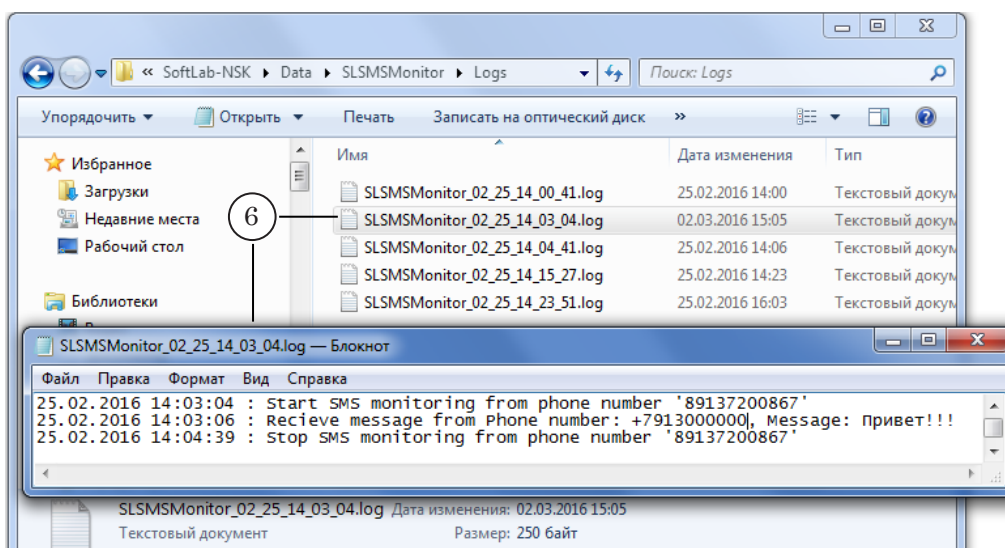 « SoftLab-NSK ▸ Data ▸ SLSMSMonitor ▸ Logs Поиск: Logs
Упорядочить Открыть Печать Записать на оптический диск »
Избранное
Загрузки
Недавние места
Рабочий стол
Библиотеки
6
Имя Дата изменения Тип
SLSMSMonitor_02_25_14_00_41.log 25.02.2016 14:00 Текстовый докум
SLSMSMonitor_02_25_14_03_04.log 02.03.2016 15:05 Текстовый докум
SLSMSMonitor_02_25_14_04_41.log 25.02.2016 14:06 Текстовый докум
SLSMSMonitor_02_25_14_15_27.log 25.02.2016 14:23 Текстовый докум
SLSMSMonitor_02_25_14_23_51.log 25.02.2016 16:03 Текстовый докум
SLSMSMonitor_02_25_14_03_04.log — Блокнот
Файл Правка Формат Вид Справка
25.02.2016 14:03:04 : Start SMS monitoring from phone number '89137200867'
25.02.2016 14:03:06 : Recieve message from Phone number: +7913000000, Message: Привет!!!
25.02.2016 14:04:39 : Stop SMS monitoring from phone number '89137200867'
SLSMSMonitor_02_25_14_03_04.log Дата изменения: 02.03.2016 15:05
Текстовый документ Размер: 250 байт